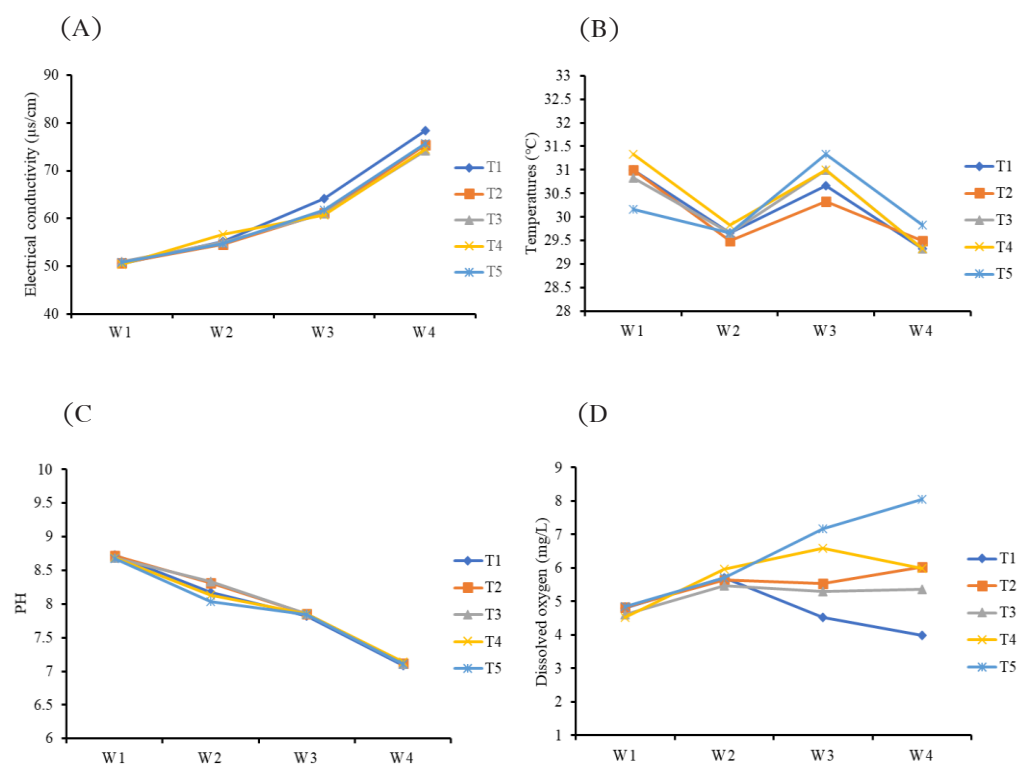 (A)
90
80
70
60
50
40
Electrical conductivity (µs/cm)
W1 W2 W3 W4
T1
T2
T3
T4
T5
(B)
33
32.5
32
31.5
31
30.5
30
29.5
29
28.5
28
Temperatures (°C)
W1 W2 W3 W4
T1
T2
T3
T4
T5
(C
10
9.5
9
8.5
8
7.5
7
6.5
6
PH
W1 W2 W3 W4
T1
T2
T3
T4
T5
(D)
9
8
7
6
5
4
3
2
1
Dissolved oxygen (mg/L)
W1 W2 W3 W4
T1
T2
T3
T4
T5